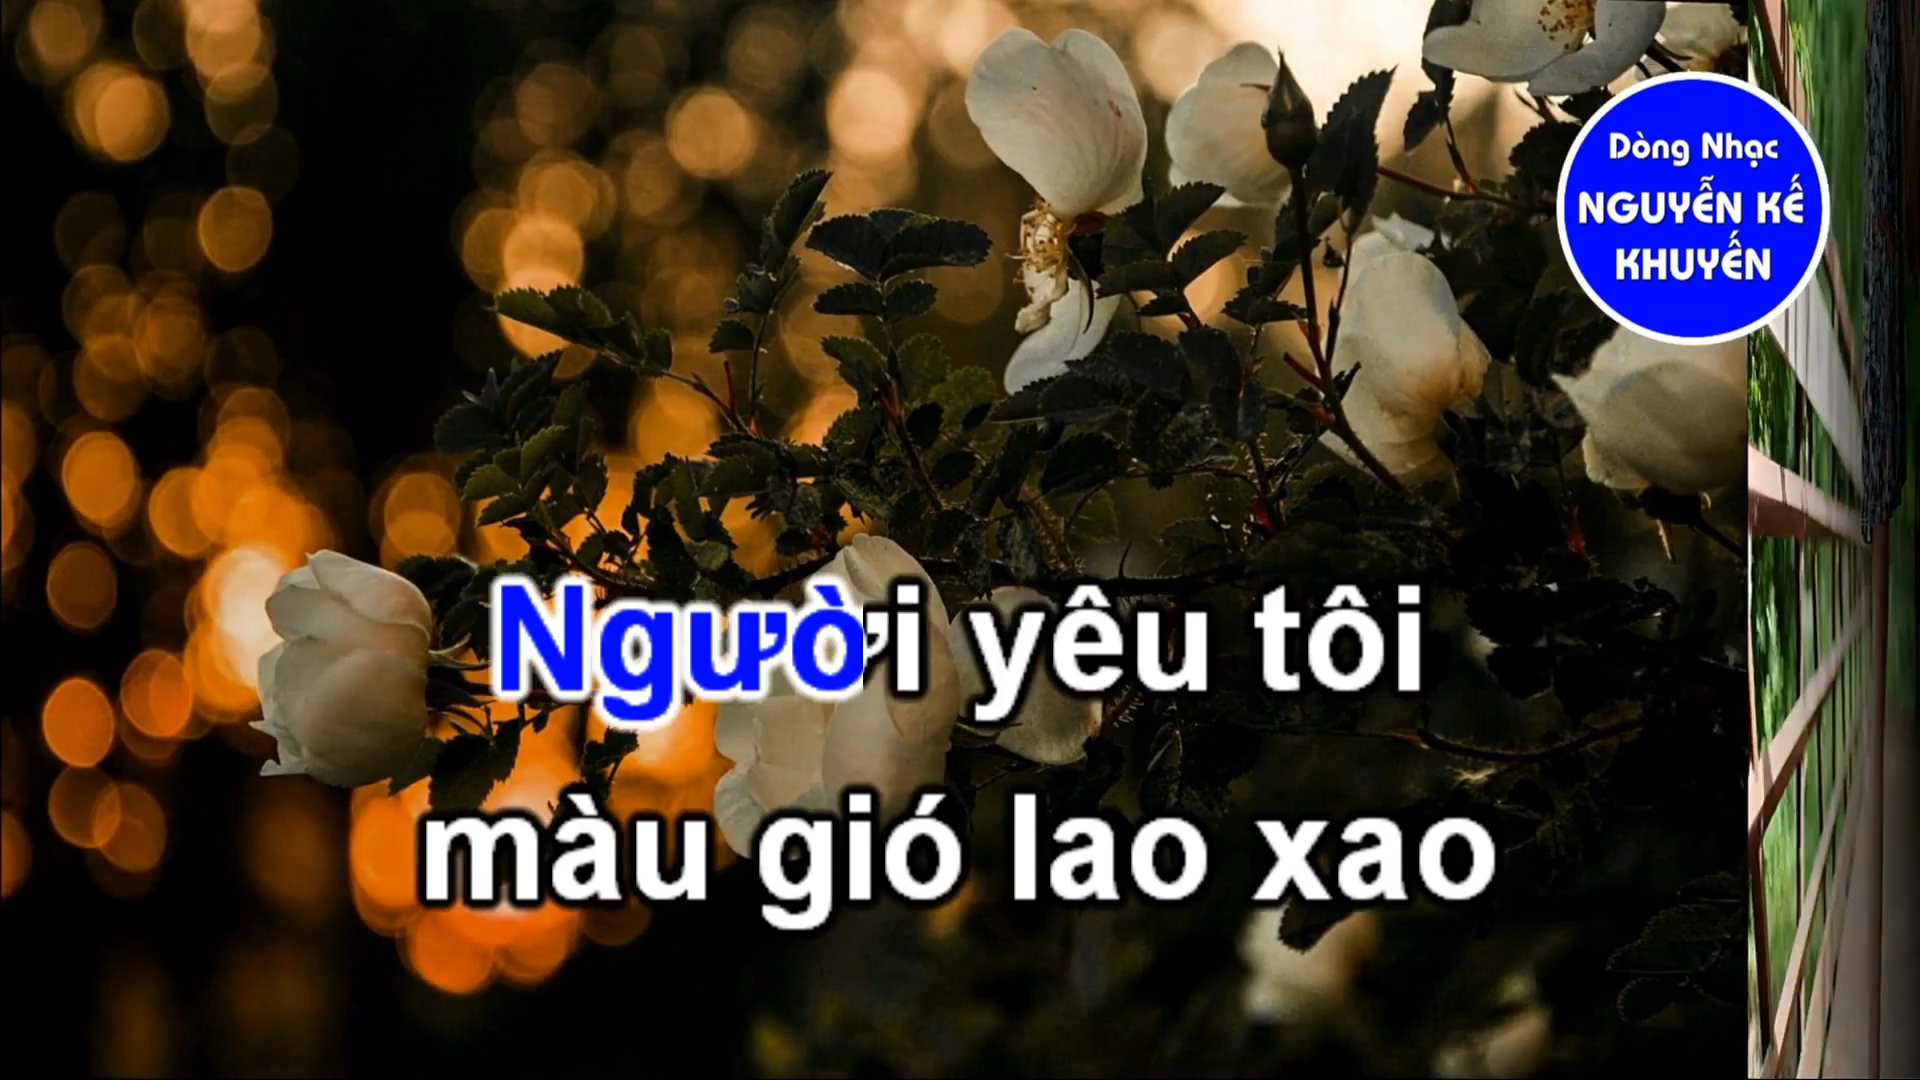 Dòng Nhạc
NGUYỄN KẾ
KHUYẾN
Người yêu tôi
màu gió lao xao